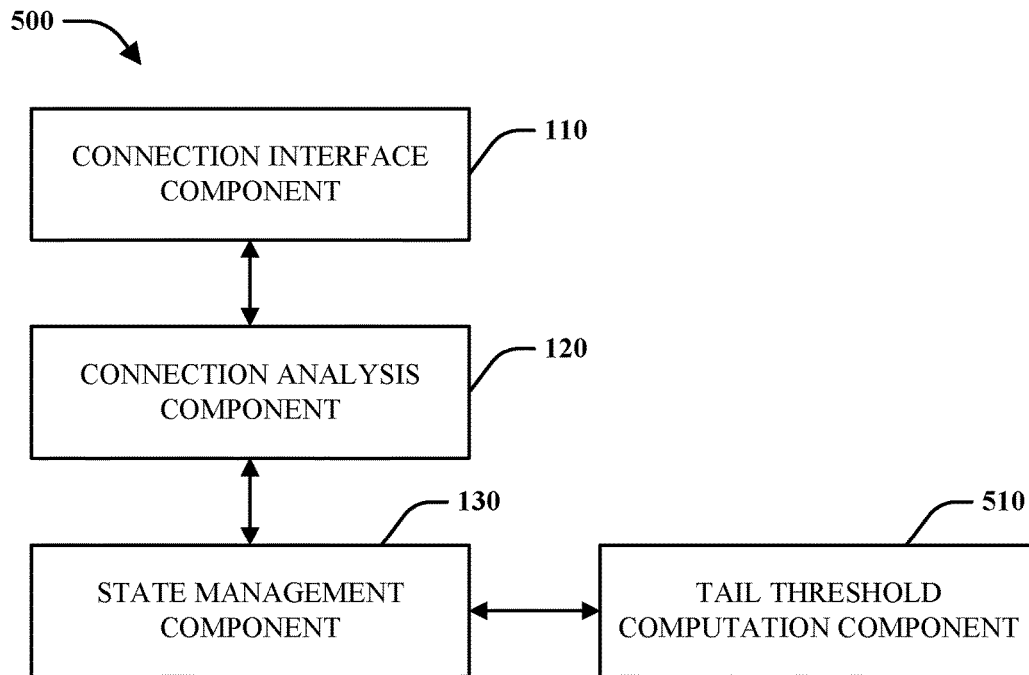 500
110
CONNECTION INTERFACE
COMPONENT
120
CONNECTION ANALYSIS
COMPONENT
130
STATE MANAGEMENT
COMPONENT
510
TAIL THRESHOLD
COMPUTATION COMPONENT